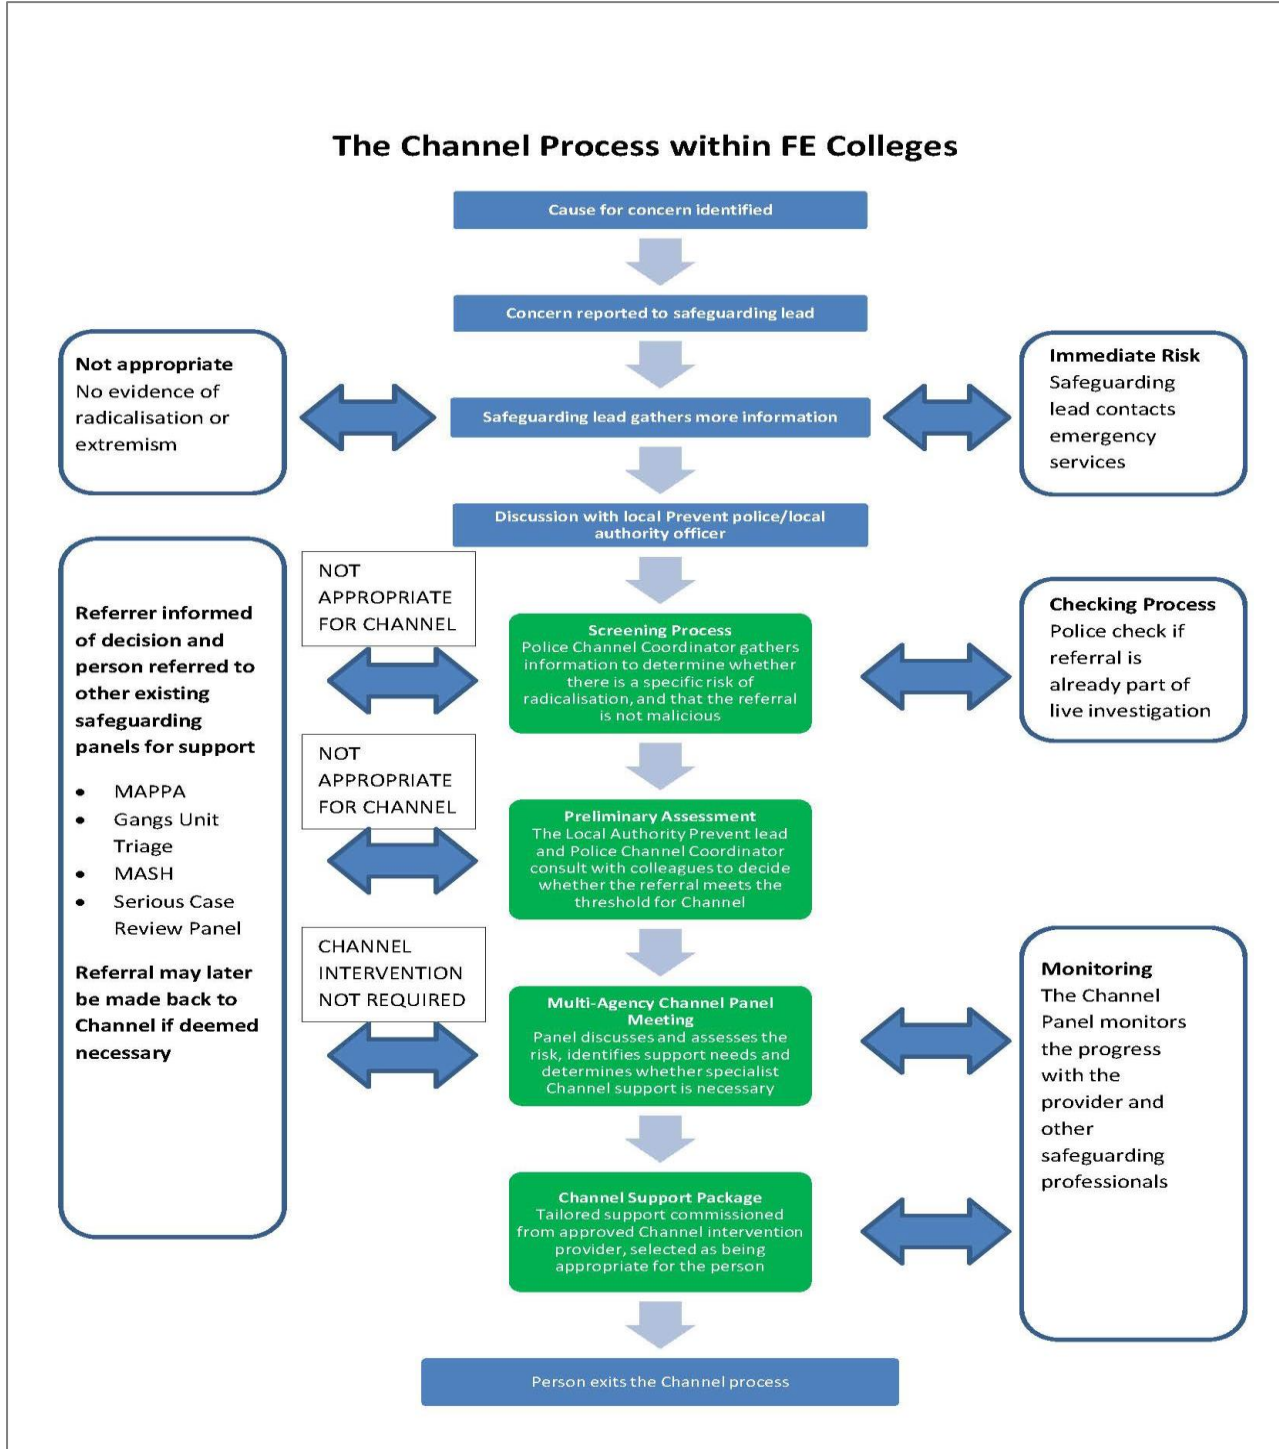 The Channel Process within FE Colleges
Cause for concern identified
Concern reported to safeguarding lead
Not appropriate
No evidence of
radicalisation or
extremism
Safeguarding lead gathers more information
Immediate Risk
Safeguarding
lead contacts
emergency
services
Discussion with local Prevent police/local
authority officer
Referrer informed
of decision and
person referred to
other existing
safeguarding
panels for support
• MAPPA
• Gangs Unit
Triage
• MASH
• Serious Case
Review Panel
Referral may later
be made back to
Channel if deemed
necessary
NOT
APPROPRIATE
FOR CHANNEL
Screening Process
Police Channel Coordinator gathers
information to determine whether
there is a specific risk of
radicalisation, and that the referral
is not malicious
Checking Process
Police check if
referral is
already part of
live investigation
NOT
APPROPRIATE
FOR CHANNEL
Preliminary Assessment
The Local Authority Prevent lead
and Police Channel Coordinator
consult with colleagues to decide
whether the referral meets the
threshold for Channel
CHANNEL
INTERVENTION
NOT REQUIRED
Multi-Agency Channel Panel
Meeting
Panel discusses and assesses the
risk, identifies support needs and
determines whether specialist
Channel support is necessary
Monitoring
The Channel
Panel monitors
the progress
with the
provider and
other
safeguarding
professionals
Channel Support Package
Tailored support commissioned
from approved Channel intervention
provider, selected as being
appropriate for the person
Person exits the Channel process